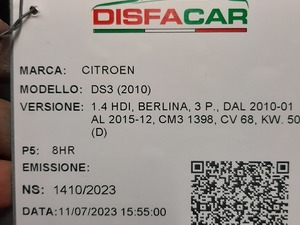 DISFACAR
MARCA: CITROEN
MODELLO: DS3 (2010)
VERSIONE: 1.4 HDI, BERLINA, 3 P., DAL 2010-01
AL 2015-12, CM3 1398, CV 68, KW. 50
(D)
P5: 8HR
EMISSIONE:
NS: 1410/2023
DATA: 11/07/2023 15:55:00